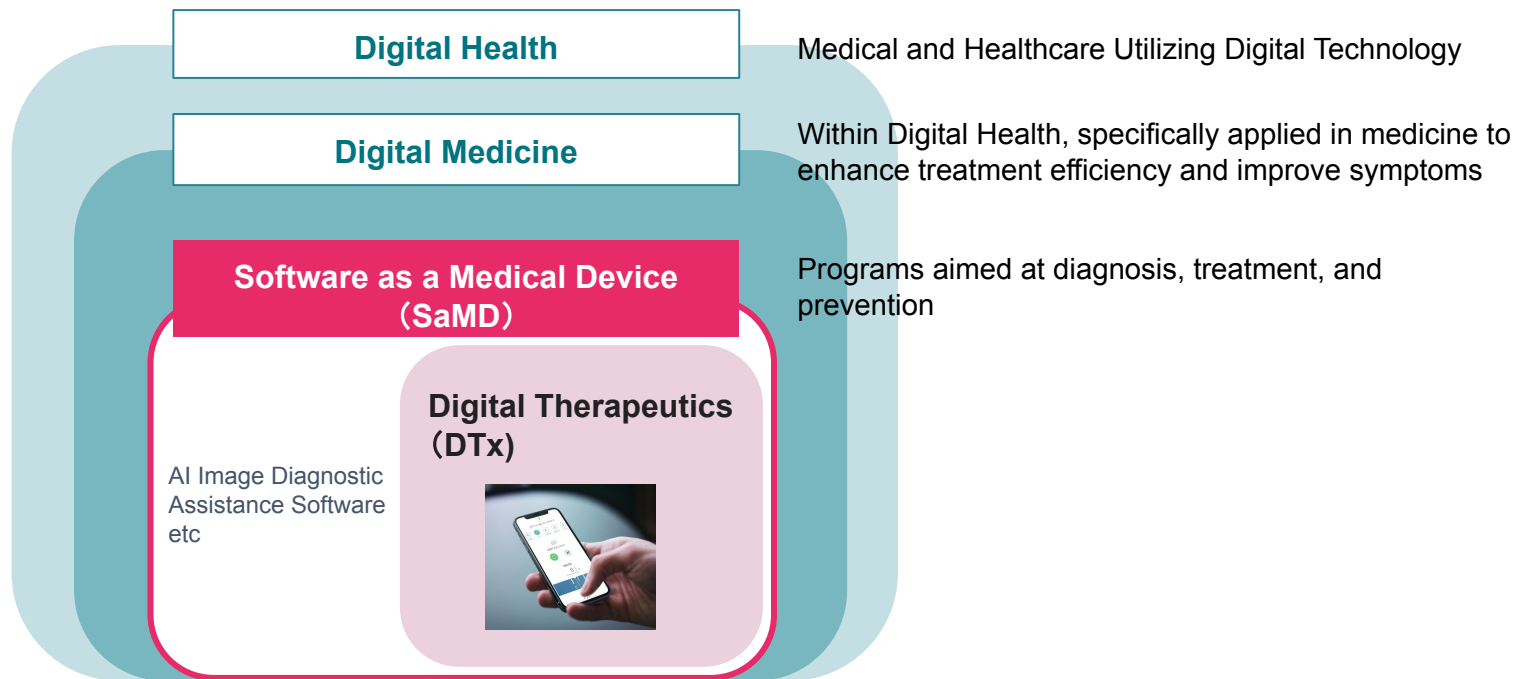 Digital Health
Medical and Healthcare Utilizing Digital Technology
Digital Medicine
Within Digital Health, specifically applied in medicine to
enhance treatment efficiency and improve symptoms
Software as a Medical Device
（SaMD）
Programs aimed at diagnosis, treatment, and
prevention
Digital Therapeutics
（DTx)
AI Image Diagnostic
Assistance Software
etc